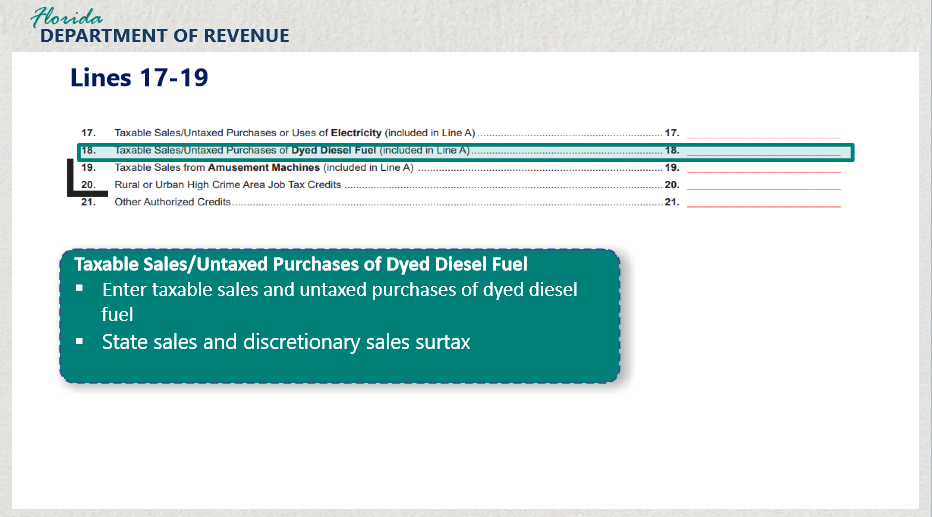 Florida
DEPARTMENT OF REVENUE
Lines 17-19
17. Taxable Sales/Untaxed Purchases or Uses of Electricity (included in Line A) ........ 17.
18. Taxable Sales/Untaxed Purchases of Dyed Diesel Fuel (included in Line A) ........ 18.
19. Taxable Sales from Amusement Machines (included in Line A) ........ 19.
20. Rural or Urban High Crime Area Job Tax Credits ........ 20.
21. Other Authorized Credits ........ 21.
Taxable Sales/Untaxed Purchases of Dyed Diesel Fuel
▪ Enter taxable sales and untaxed purchases of dyed diesel
fuel
▪ State sales and discretionary sales surtax